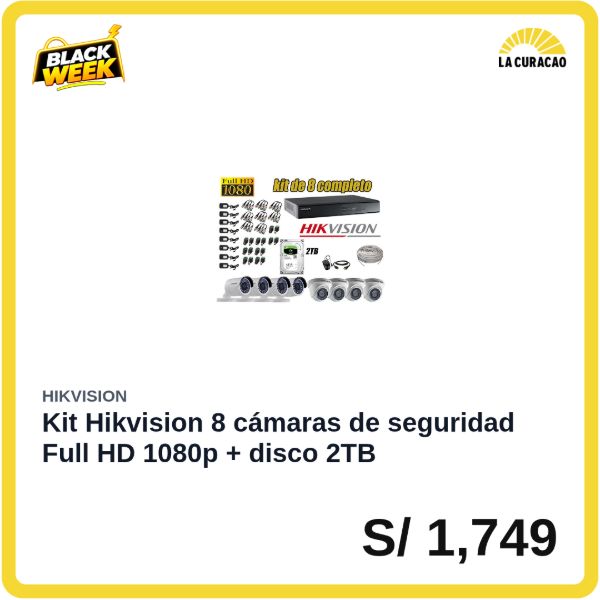 BLACK
WEEK
LA CURACAO
Full HD
1080
kit de 8 completo
HIKVISION
2TB
HIKVISION
Kit Hikvision 8 cámaras de seguridad
Full HD 1080p + disco 2TB
S/ 1,749